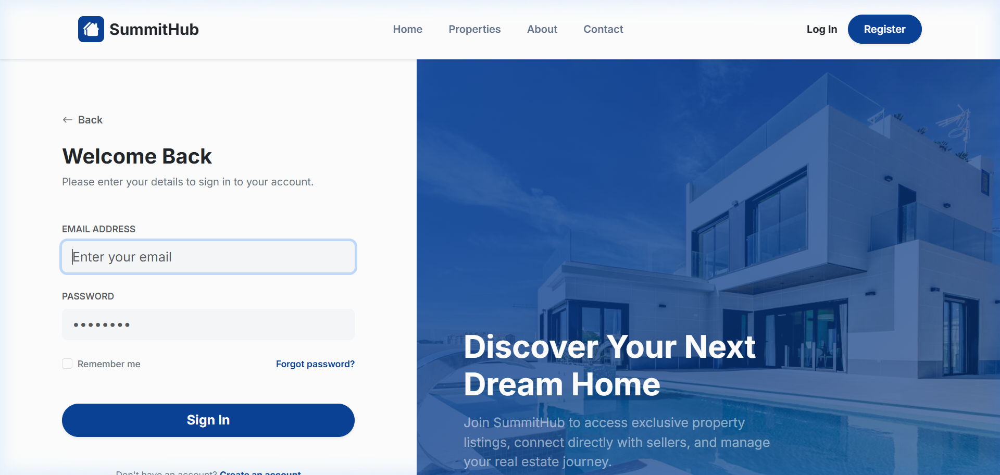 SummitHub
Home
Properties
About
Contact
Log In
Register
← Back
Welcome Back
Please enter your details to sign in to your account.
EMAIL ADDRESS
Enter your email
PASSWORD
••••••••
Remember me
Forgot password?
Sign In
Don't have an account? Create an account
Discover Your Next
Dream Home
Join SummitHub to access exclusive property
listings, connect directly with sellers, and manage
your real estate journey.